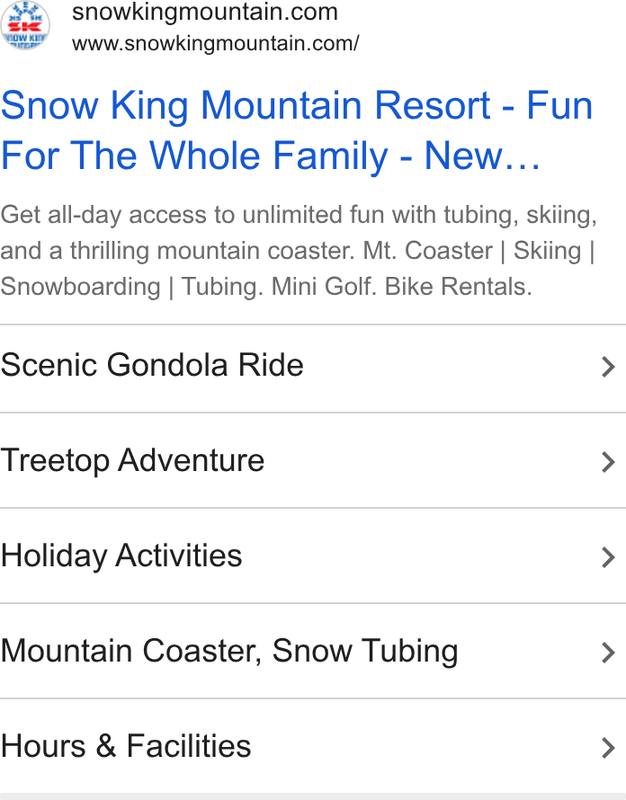 snowkingmountain.com
www.snowkingmountain.com/
Snow King Mountain Resort - Fun
For The Whole Family - New…
Get all-day access to unlimited fun with tubing, skiing,
and a thrilling mountain coaster. Mt. Coaster | Skiing |
Snowboarding | Tubing. Mini Golf. Bike Rentals.
Scenic Gondola Ride
Treetop Adventure
Holiday Activities
Mountain Coaster, Snow Tubing
Hours & Facilities